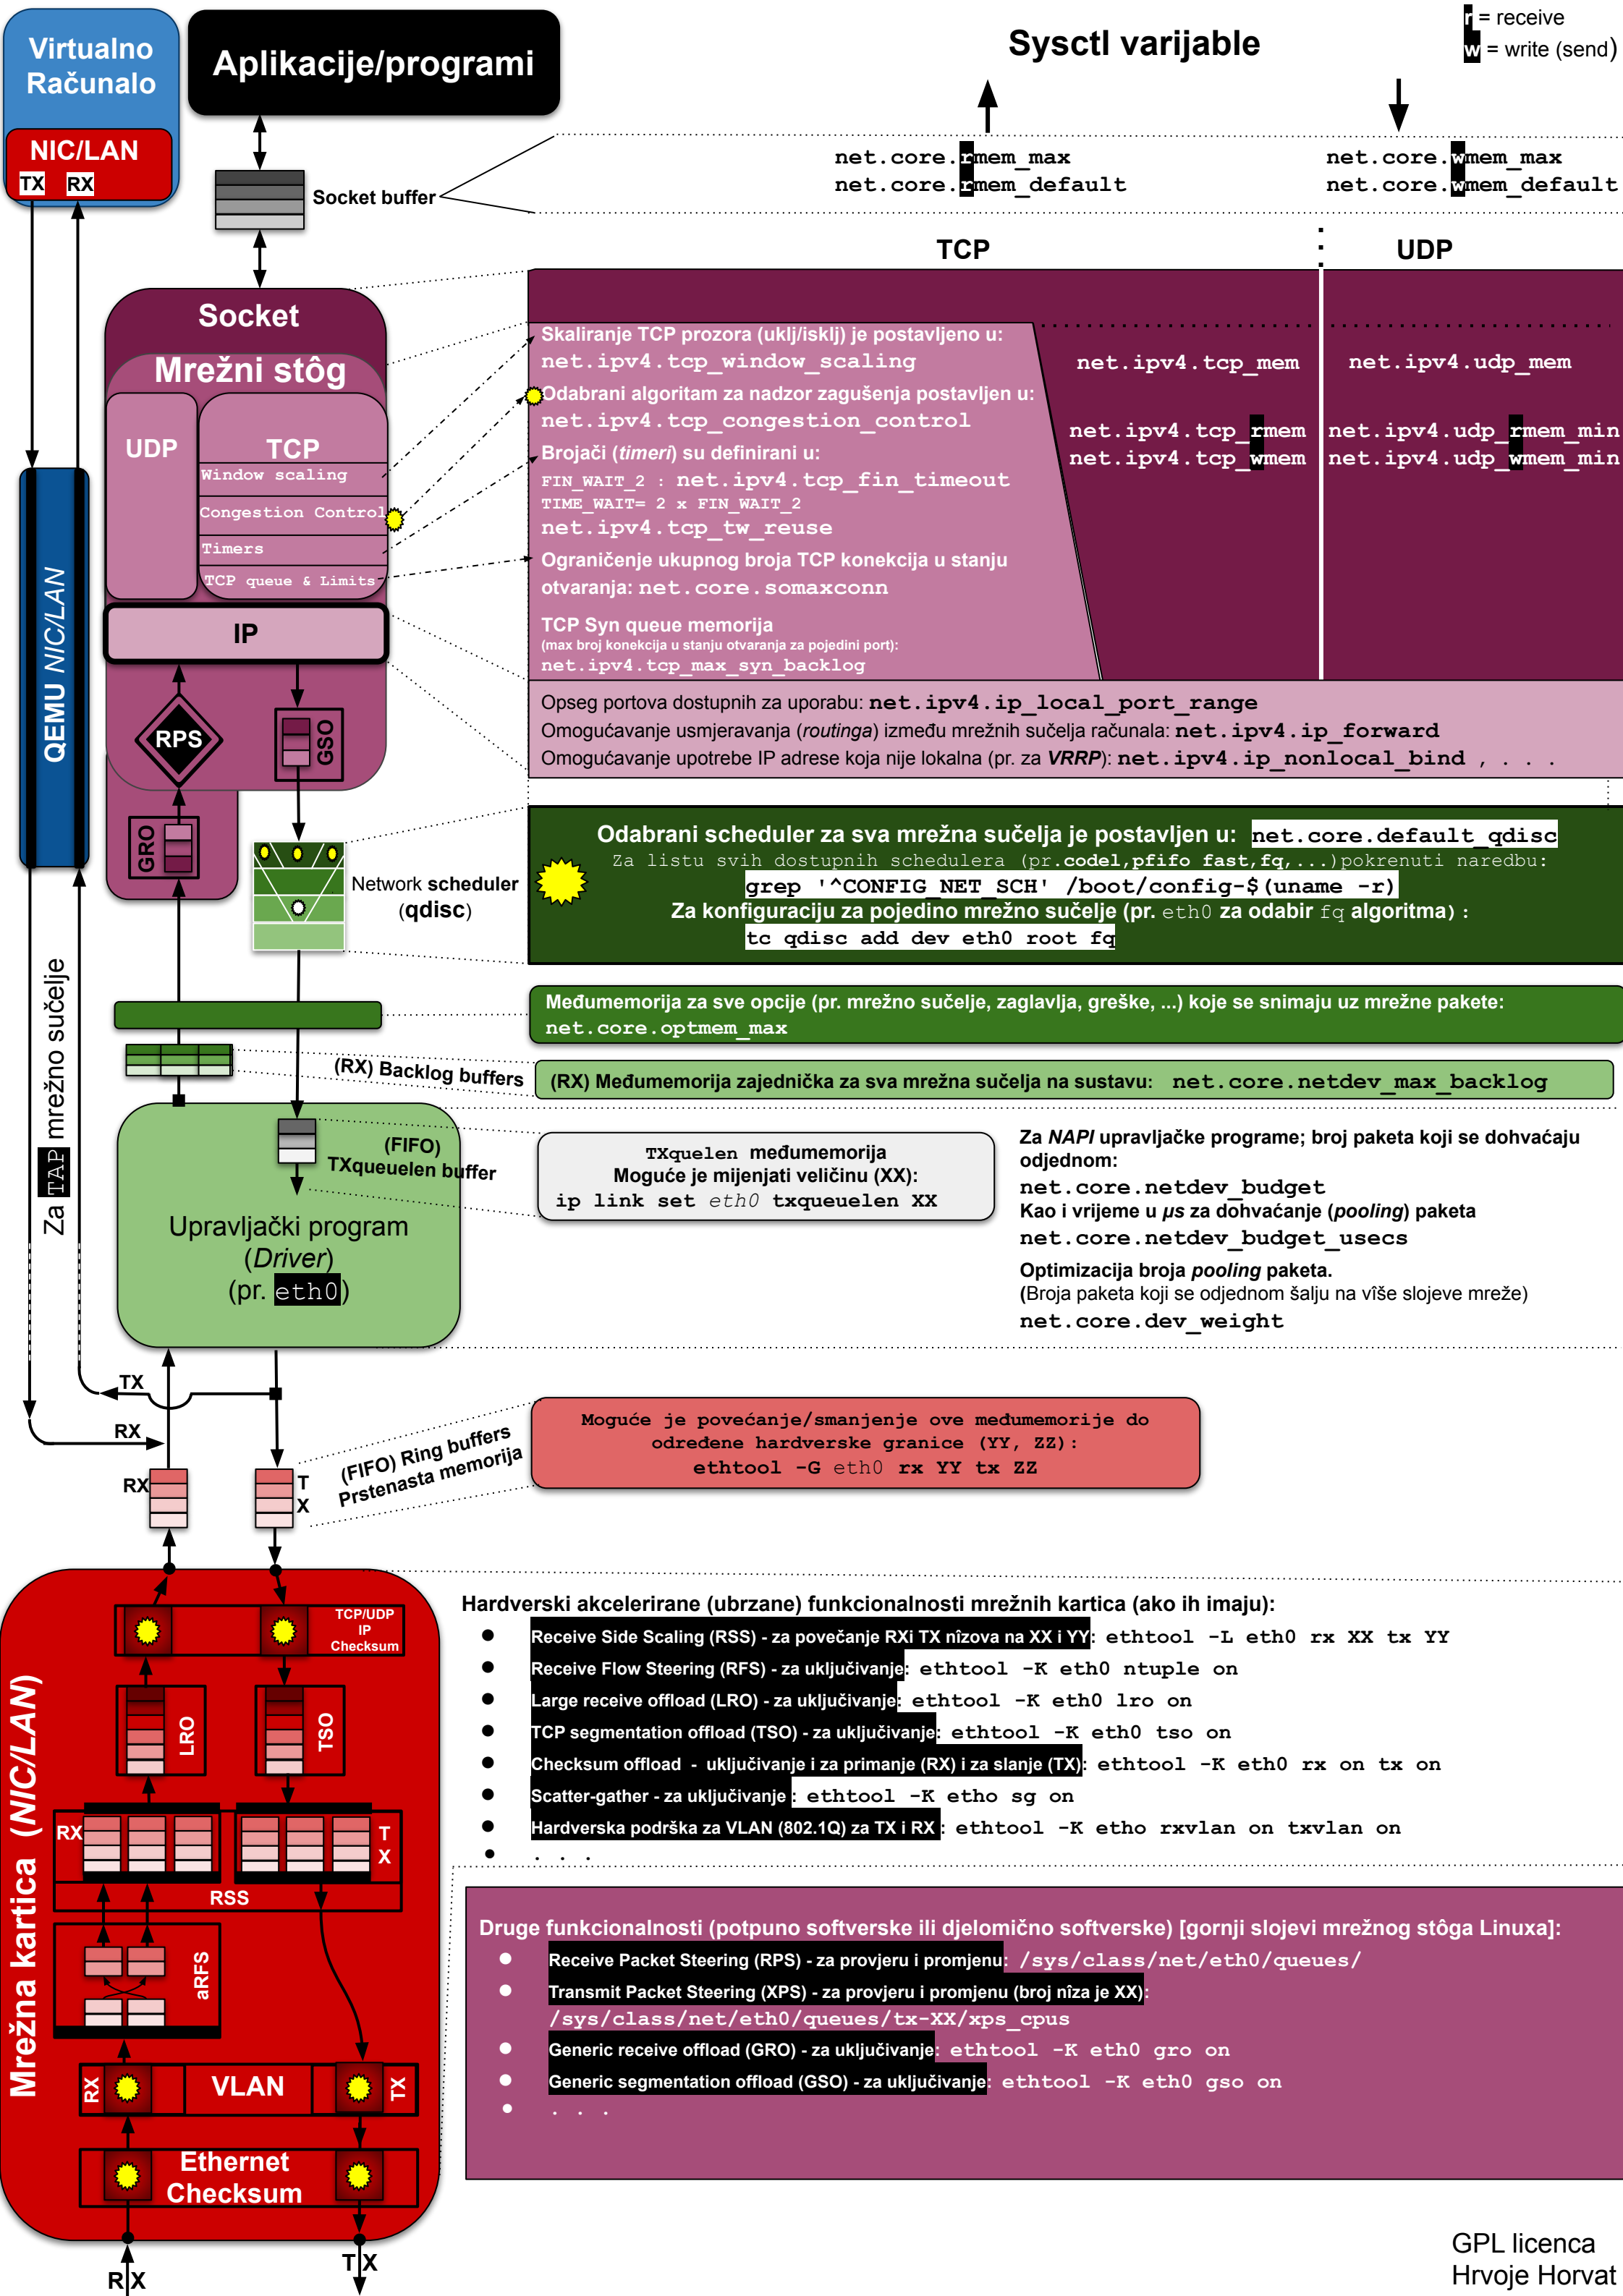 Virtualno
Računalo
NIC/LAN
TX RX
Aplikacije/programi
Sysctl varijable
r = receive
w = write (send)
Socket buffer
net.core.rmem_max
net.core.rmem_default
net.core.wmem_max
net.core.wmem_default
TCP
UDP
Socket
Mrežni stôg
UDP
TCP
Window scaling
Congestion Control
Timers
TCP queue & Limits
IP
RPS
GSO
GRO
QEMU NIC/LAN
Skaliranje TCP prozora (uklj/isklj) je postavljeno u:
net.ipv4.tcp_window_scaling
Odabrani algoritam za nadzor zagušenja postavljen u:
net.ipv4.tcp_congestion_control
Brojači (timeri) su definirani u:
FIN_WAIT_2 : net.ipv4.tcp_fin_timeout
TIME_WAIT= 2 x FIN_WAIT_2
net.ipv4.tcp_tw_reuse
Ograničenje ukupnog broja TCP konekcija u stanju
otvaranja: net.core.somaxconn
TCP Syn queue memorija
(max broj konekcija u stanju otvaranja za pojedini port):
net.ipv4.tcp_max_syn_backlog
net.ipv4.tcp_mem
net.ipv4.tcp_rmem
net.ipv4.tcp_wmem
net.ipv4.udp_mem
net.ipv4.udp_rmem_min
net.ipv4.udp_wmem_min
Opseg portova dostupnih za uporabu: net.ipv4.ip_local_port_range
Omogućavanje usmjeravanja (routinga) između mrežnih sučelja računala: net.ipv4.ip_forward
Omogućavanje upotrebe IP adrese koja nije lokalna (pr. za VRRP): net.ipv4.ip_nonlocal_bind , . . .
Network scheduler
(qdisc)
Odabrani scheduler za sva mrežna sučelja je postavljen u: net.core.default_qdisc
Za listu svih dostupnih schedulera (pr.codel,pfifo fast,fq,...)pokrenuti naredbu:
grep '^CONFIG_NET_SCH' /boot/config-$(uname -r)
Za konfiguraciju za pojedino mrežno sučelje (pr. eth0 za odabir fq algoritma):
tc qdisc add dev eth0 root fq
Za TAP mrežno sučelje
Međumemorija za sve opcije (pr. mrežno sučelje, zaglavlja, greške, ...) koje se snimaju uz mrežne pakete:
net.core.optmem_max
(RX) Backlog buffers
(RX) Međumemorija zajednička za sva mrežna sučelja na sustavu: net.core.netdev_max_backlog
(FIFO)
TXqueuelen buffer
Upravljački program
(Driver)
(pr. eth0)
TXquelen međumemorija
Moguće je mijenjati veličinu (XX):
ip link set eth0 txqueuelen XX
Za NAPI upravljačke programe; broj paketa koji se dohvaćaju
odjednom:
net.core.netdev_budget
Kao i vrijeme u µs za dohvaćanje (pooling) paketa
net.core.netdev_budget_usecs
Optimizacija broja pooling paketa.
(Broja paketa koji se odjednom šalju na vîše slojeve mreže)
net.core.dev_weight
TX
RX
RX
T
X
(FIFO) Ring buffers
Prstenasta memorija
Moguće je povećanje/smanjenje ove međumemorije do
određene hardverske granice (YY, ZZ):
ethtool -G eth0 rx YY tx ZZ
Mrežna kartica (NIC/LAN)
TCP/UDP
IP
Checksum
LRO
TSO
RX
T
X
RSS
aRFS
RX
VLAN
TX
Ethernet
Checksum
RX
TX
Hardverski akcelerirane (ubrzane) funkcionalnosti mrežnih kartica (ako ih imaju):
● Receive Side Scaling (RSS) - za povečanje RXi TX nîzova na XX i YY: ethtool -L eth0 rx XX tx YY
● Receive Flow Steering (RFS) - za uključivanje: ethtool -K eth0 ntuple on
● Large receive offload (LRO) - za uključivanje: ethtool -K eth0 lro on
● TCP segmentation offload (TSO) - za uključivanje: ethtool -K eth0 tso on
● Checksum offload - uključivanje i za primanje (RX) i za slanje (TX): ethtool -K eth0 rx on tx on
● Scatter-gather - za uključivanje : ethtool -K etho sg on
● Hardverska podrška za VLAN (802.1Q) za TX i RX : ethtool -K etho rxvlan on txvlan on
● . . .
Druge funkcionalnosti (potpuno softverske ili djelomično softverske) [gornji slojevi mrežnog stôga Linuxa]:
● Receive Packet Steering (RPS) - za provjeru i promjenu: /sys/class/net/eth0/queues/
● Transmit Packet Steering (XPS) - za provjeru i promjenu (broj nîza je XX):
/sys/class/net/eth0/queues/tx-XX/xps_cpus
● Generic receive offload (GRO) - za uključivanje: ethtool -K eth0 gro on
● Generic segmentation offload (GSO) - za uključivanje: ethtool -K eth0 gso on
● . . .
GPL licenca
Hrvoje Horvat